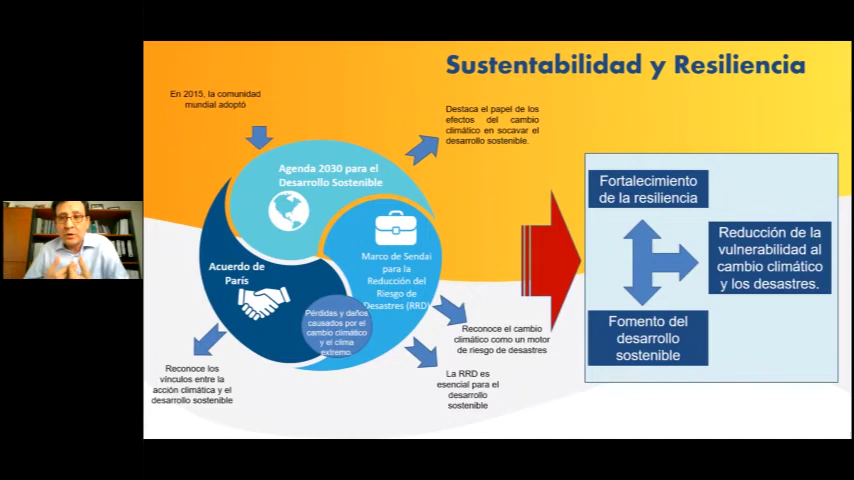 Sustentabilidad y Resiliencia
En 2015, la comunidad
mundial adoptó
Destaca el papel de los
efectos del cambio
climático en socavar el
desarrollo sostenible.
Agenda 2030 para el
Desarrollo Sostenible
Marco de Sendai
para la
Reducción del
Riesgo de
Desastres (RRD)
Acuerdo de
París
Pérdidas y daños
causados por el
cambio climático
y el clima
extremo
Reconoce el cambio
climático como un motor
de riesgo de desastres
Reconoce los
vínculos entre la
acción climática y el
desarrollo sostenible
La RRD es
esencial para el
desarrollo
sostenible
Fortalecimiento
de la resiliencia
Reducción de la
vulnerabilidad al
cambio climático
y los desastres.
Fomento del
desarrollo
sostenible